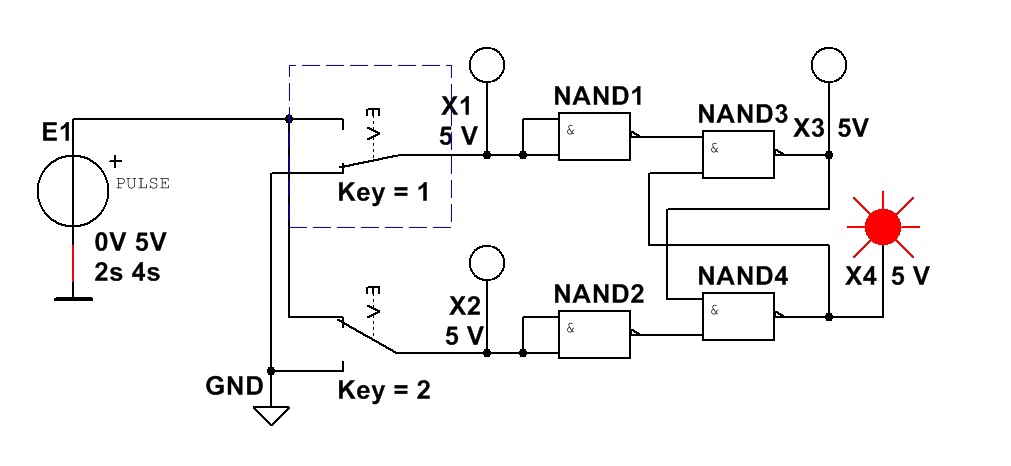 E1
+
PULSE
0V 5V
2s 4s
GND
Key = 1
Key = 2
X1
5 V
X2
5 V
NAND1
&
NAND2
&
NAND3
&
X3 5V
NAND4
&
X4 5 V